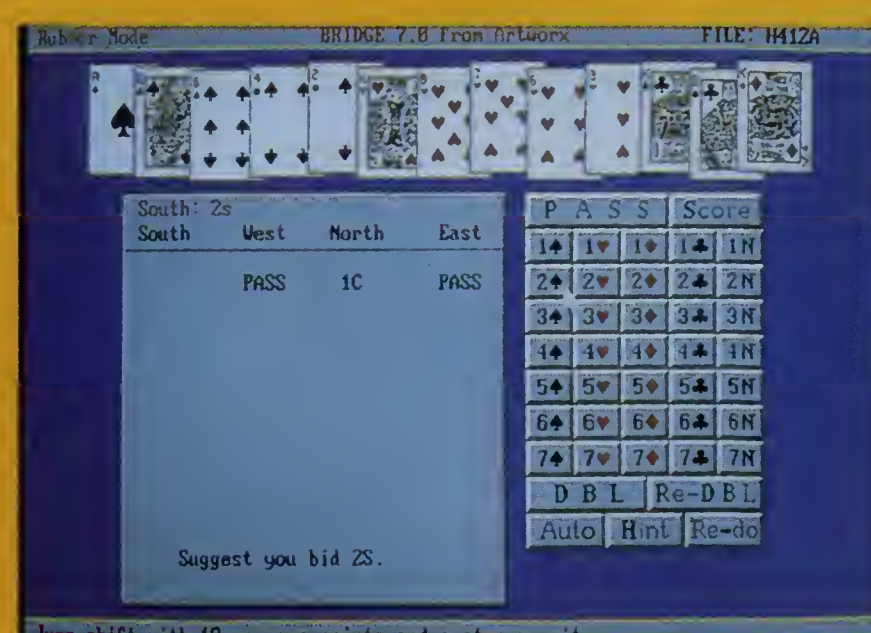 Rubber Mode BRIDGE 7.0 from Artworx FILE: H412A
South: 2s
South West North East
PASS 1C PASS
Suggest you bid 2S.
PASS Score
1♠ 1♥ 1♦ 1♣ 1N
2♠ 2♥ 2♦ 2♣ 2N
3♠ 3♥ 3♦ 3♣ 3N
4♠ 4♥ 4♦ 4♣ 4N
5♠ 5♥ 5♦ 5♣ 5N
6♠ 6♥ 6♦ 6♣ 6N
7♠ 7♥ 7♦ 7♣ 7N
DBL Re-DBL
Auto Hint Re-do